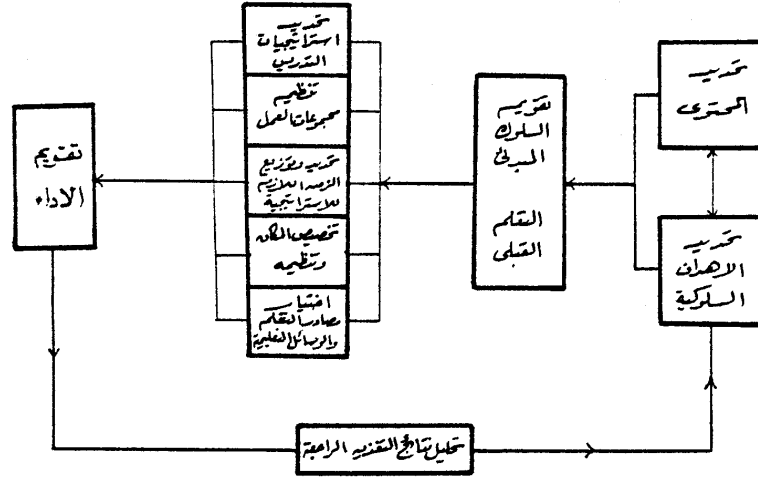 تحديد
المحتوى
تحديد
الأهداف
السلوكية
تقويم
السلوك
المبدئي
التعلم
القبلي
تحديد
استراتيجيات
التدريس
تنظيم
مجموعات العمل
تحديد وتوزيع
الزمن اللازم
للاستراتيجية
تخصيص المكان
وتنظيمه
اختيار
مصادر التعلم
والوسائل التعليمية
تقويم
الاداء
تحليل نتائج التغذية الراجعة